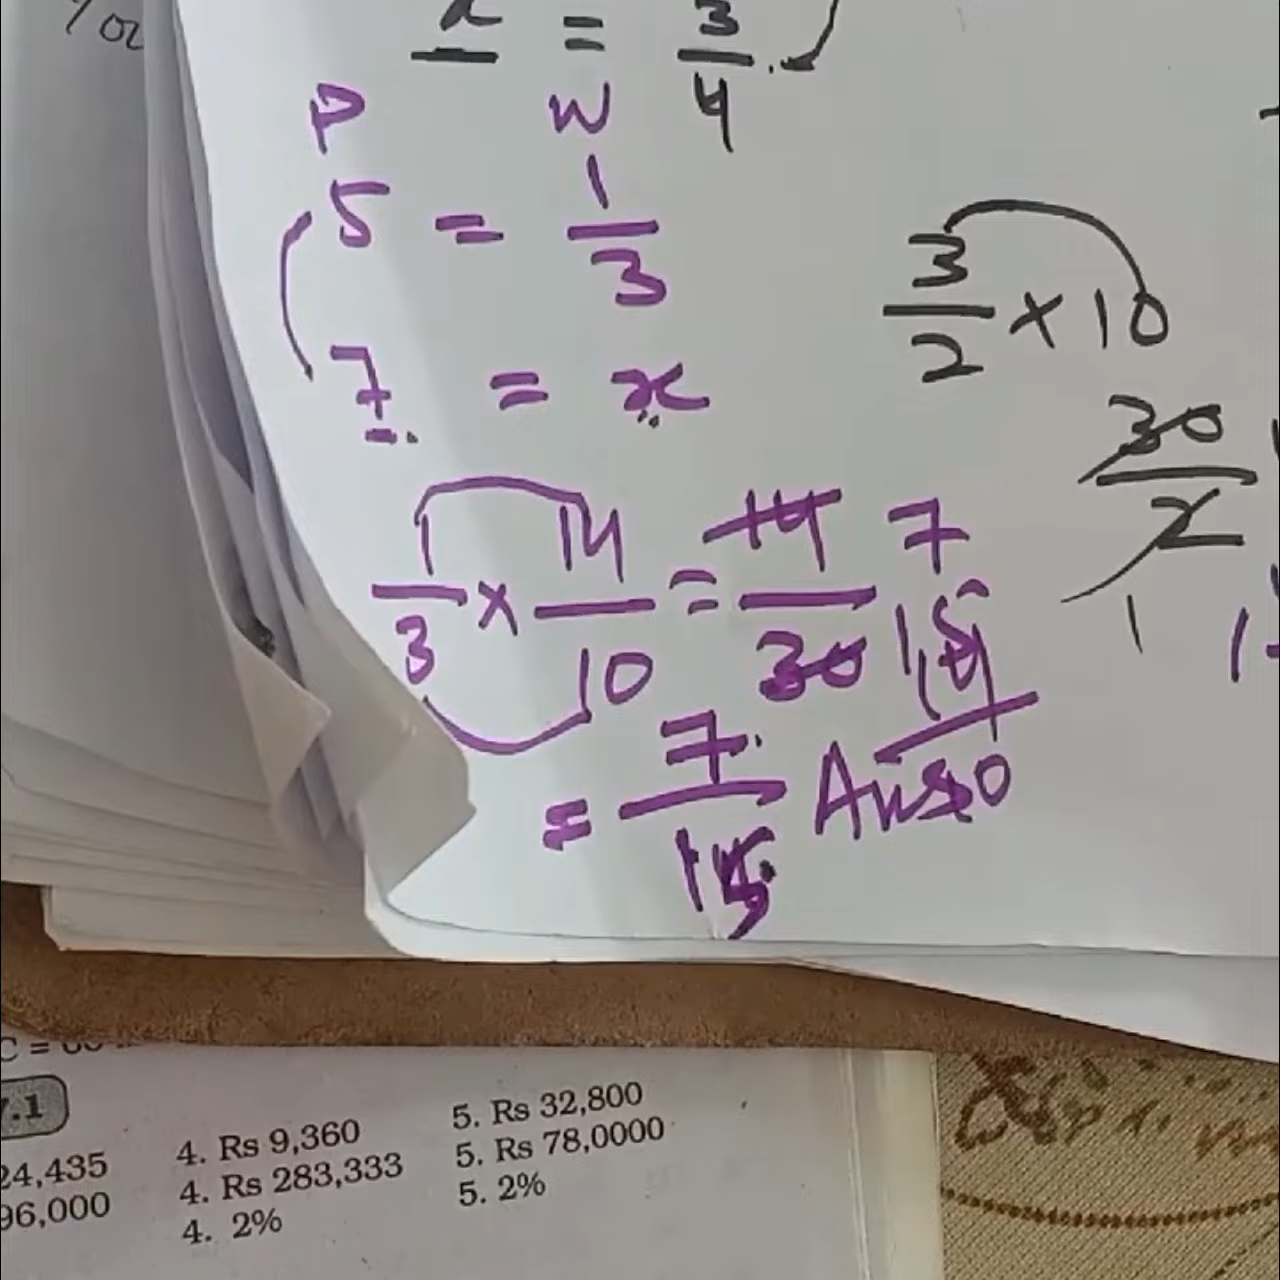 = 3/4
P W
5 = 1/3
7 = x
3/2 × 10
30/2
1
1/3 × 14/10 = 14/30 7 15
= 7/15 Ans
7.1
24,435 4. Rs 9,360 5. Rs 32,800
96,000 4. Rs 283,333 5. Rs 78,0000
4. 2% 5. 2%